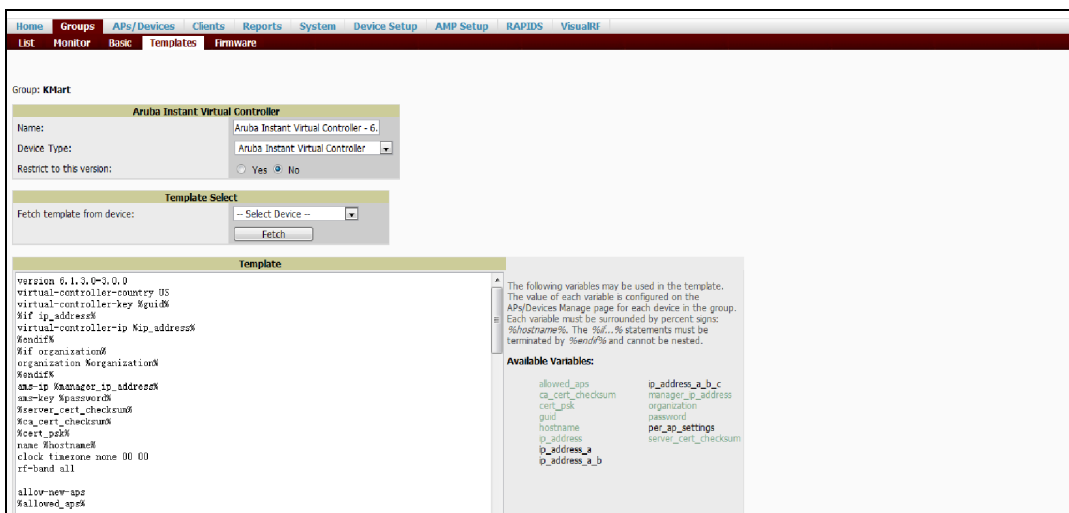 Home Groups APs/Devices Clients Reports System Device Setup AMP Setup RAPIDS VisualRF
List Monitor Basic Templates Firmware
Group: KMart
Aruba Instant Virtual Controller
Name: Aruba Instant Virtual Controller - 6.
Device Type: Aruba Instant Virtual Controller
Restrict to this version: Yes No
Template Select
Fetch template from device: -- Select Device --
Fetch
Template
version 6.1.3.0-3.0.0
virtual-controller-country US
virtual-controller-key %guid%
%if ip_address%
virtual-controller-ip %ip_address%
%endif%
%if organization%
organization %organization%
%endif%
ams-ip %manager_ip_address%
ams-key %password%
%server_cert_checksum%
%ca_cert_checksum%
%cert_psk%
name %hostname%
clock timezone none 00 00
rf-band all
allow-new-aps
%allowed_aps%
The following variables may be used in the template.
The value of each variable is configured on the
APs/Devices Manage page for each device in the group.
Each variable must be surrounded by percent signs:
%hostname%. The %if...% statements must be
terminated by %endif% and cannot be nested.
Available Variables:
allowed_aps
ca_cert_checksum
cert_psk
guid
hostname
ip_address
ip_address_a
ip_address_a_b
ip_address_a_b_c
manager_ip_address
organization
password
per_ap_settings
server_cert_checksum